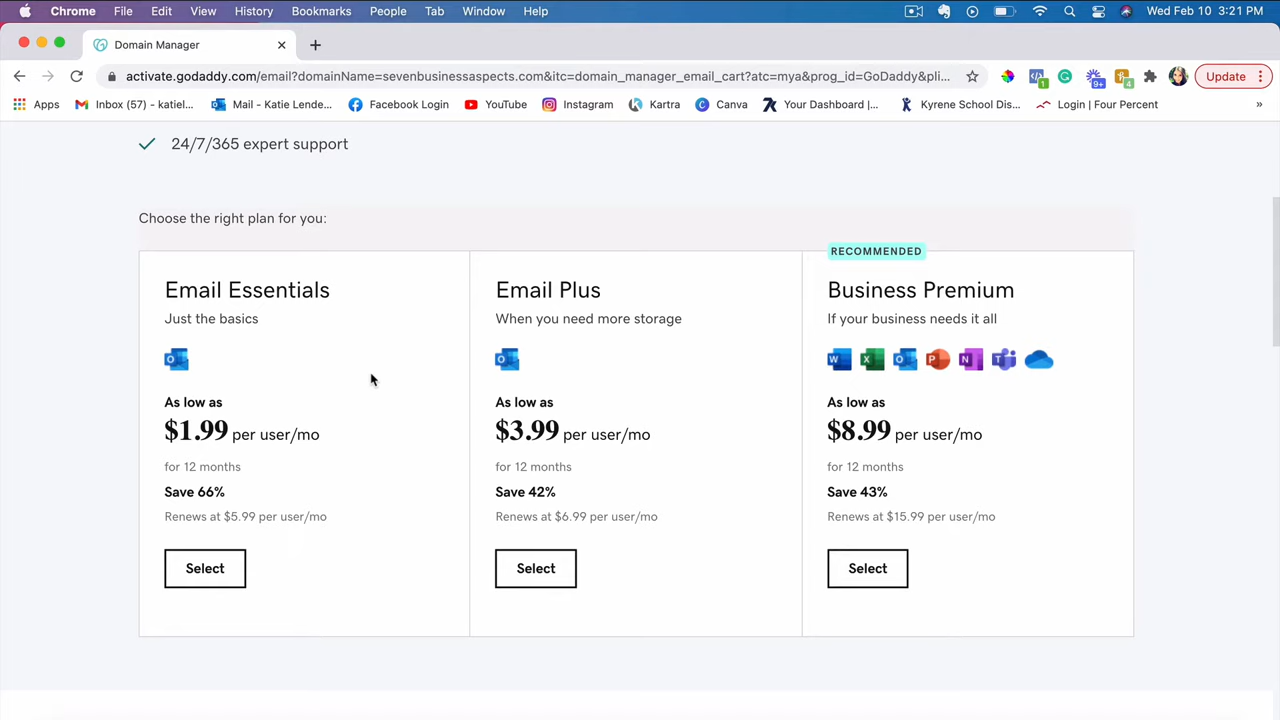 Chrome File Edit View History Bookmarks People Tab Window Help Wed Feb 10 3:21 PM
Domain Manager
activate.godaddy.com/email?domainName=sevenbusinessprefects.com&itc=domain_manager_email_cart?atc=mya&prog_id=GoDaddy&pli... Update
Apps Inbox (57) - katiel... Mail - Katie Lende... Facebook Login YouTube Instagram Kartra Canva Your Dashboard |... Kyrene School Dis... Login | Four Percent »
24/7/365 expert support
Choose the right plan for you:
RECOMMENDED
Email Essentials
Just the basics
As low as
$1.99 per user/mo
for 12 months
Save 66%
Renews at $5.99 per user/mo
Select
Email Plus
When you need more storage
As low as
$3.99 per user/mo
for 12 months
Save 42%
Renews at $6.99 per user/mo
Select
Business Premium
If your business needs it all
As low as
$8.99 per user/mo
for 12 months
Save 43%
Renews at $15.99 per user/mo
Select